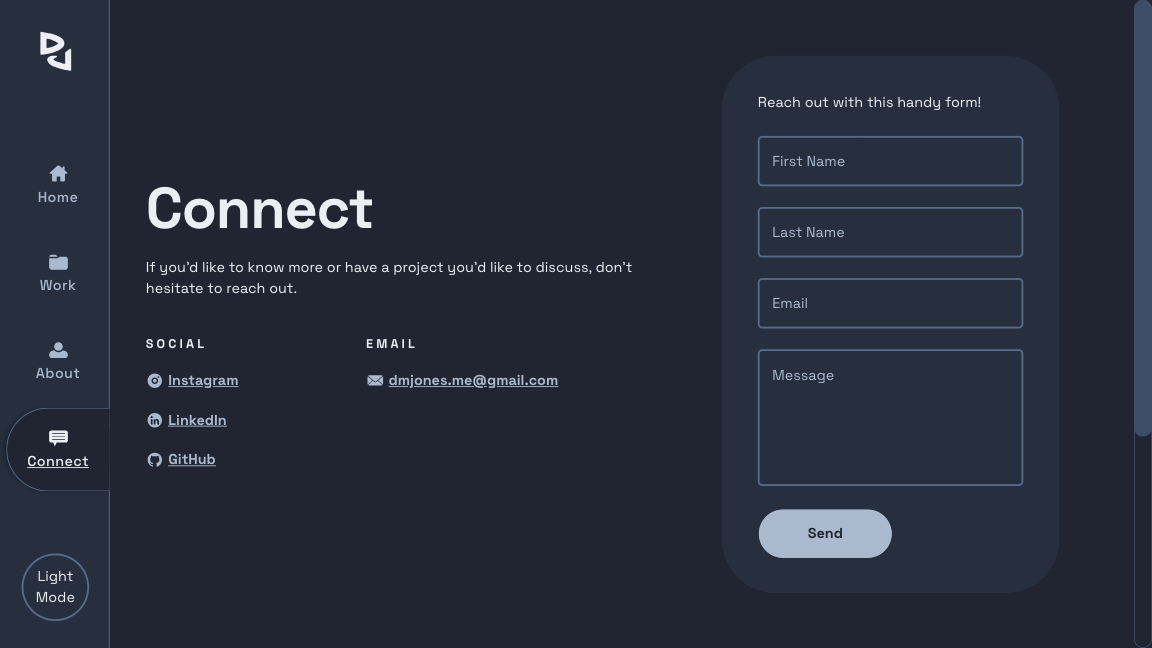 Home
Work
About
Connect
Light
Mode
Connect
If you'd like to know more or have a project you'd like to discuss, don't
hesitate to reach out.
SOCIAL
Instagram
LinkedIn
GitHub
EMAIL
dmjones.me@gmail.com
Reach out with this handy form!
First Name
Last Name
Email
Message
Send